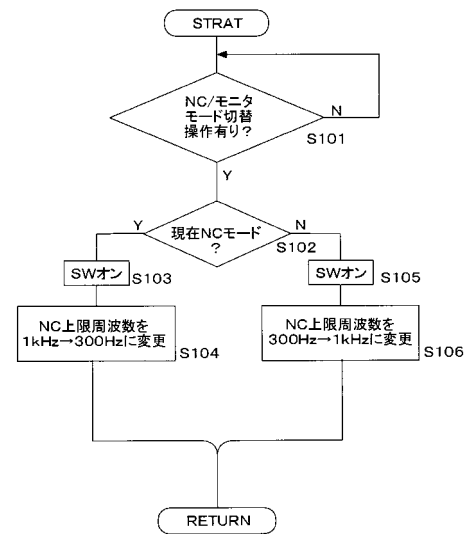 STRAT
NC/モニタ
モード切替
操作有り？
N
S101
Y
現在NCモード
？
Y
N
S102
SWオン
S103
SWオン
S105
NC上限周波数を
1kHz→300Hzに変更
S104
NC上限周波数を
300Hz→1kHzに変更
S106
RETURN